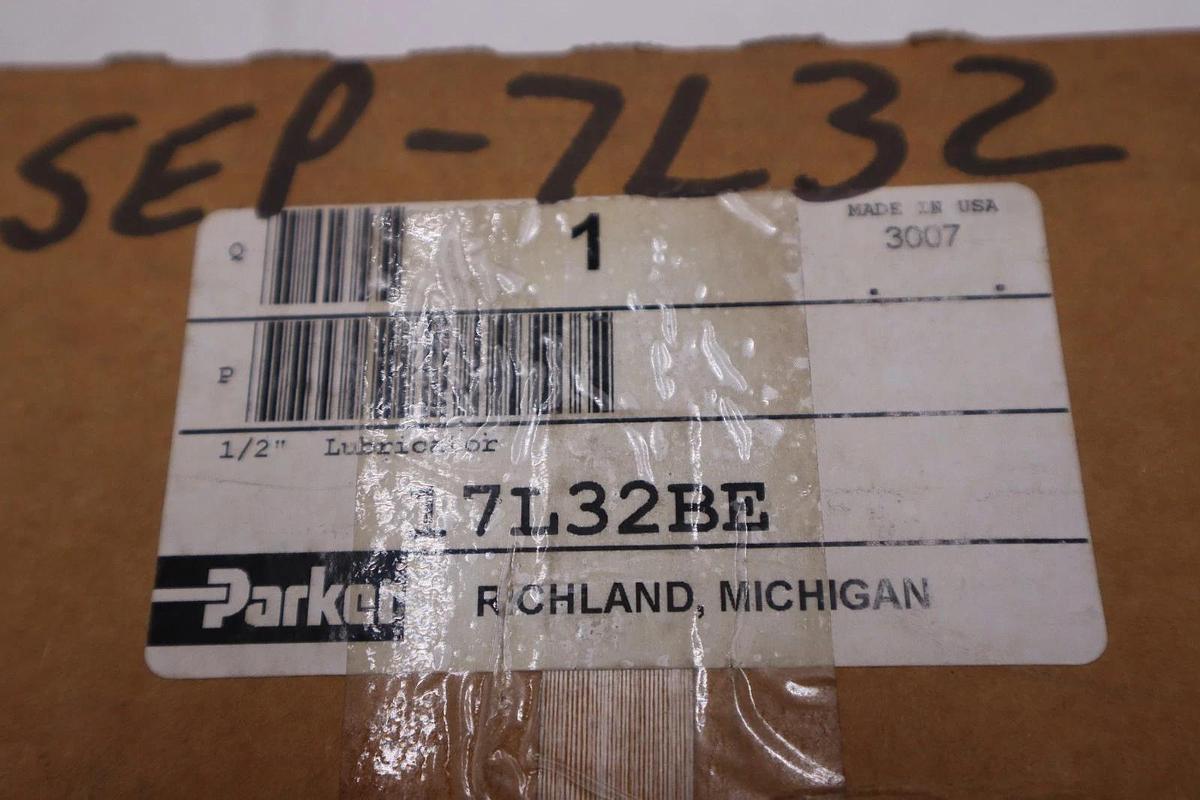 SEP-7L32
Q 1 MADE IN USA
3007
P
1/2" Lubricator
17L32BE
Parker RICHLAND, MICHIGAN